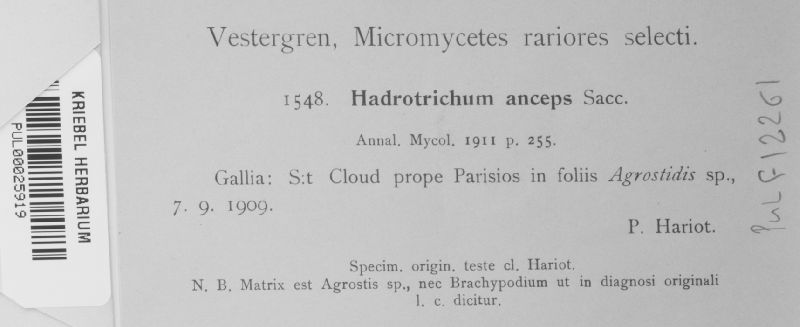 Vestergren, Micromycetes rariores selecti.
1548. Hadrotrichum anceps Sacc.
Annal. Mycol. 1911 p. 255.
Gallia: S:t Cloud prope Parisios in foliis Agrostidis sp.,
7. 9. 1909.
P. Hariot.
Specim. origin. teste cl. Hariot.
N. B. Matrix est Agrostis sp., nec Brachypodium ut in diagnosi originali
l. c. dicitur.
KRIEBEL HERBARIUM
PUL00025919
PUL F12261